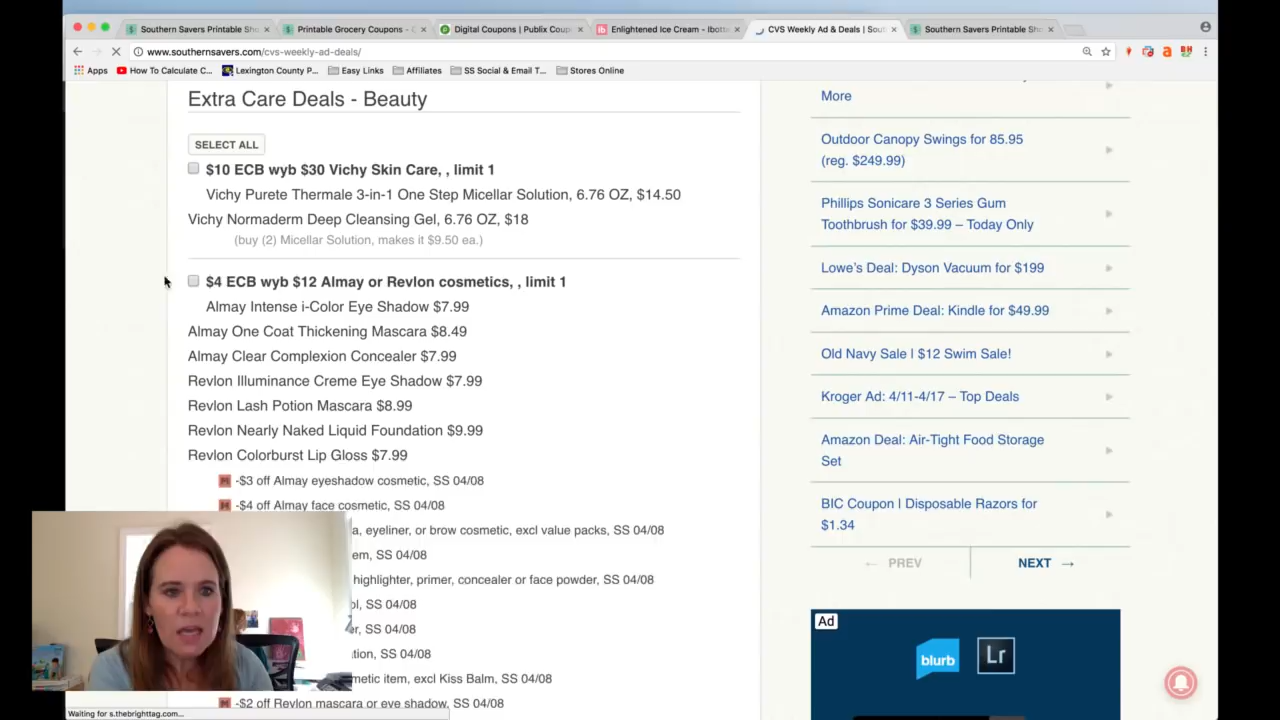 Southern Savers Printable Sho
Printable Grocery Coupons -
Digital Coupons | Publix Coup
Enlightened Ice Cream - Ibott
CVS Weekly Ad & Deals | Sou
Southern Savers Printable Sho
www.southernsavers.com/cvs-weekly-ad-deals/
Apps
How To Calculate C...
Lexington County P...
Easy Links
Affiliates
SS Social & Email T...
Stores Online
Extra Care Deals - Beauty
SELECT ALL
$10 ECB wyb $30 Vichy Skin Care, , limit 1
Vichy Purete Thermale 3-in-1 One Step Micellar Solution, 6.76 OZ, $14.50
Vichy Normaderm Deep Cleansing Gel, 6.76 OZ, $18
(buy (2) Micellar Solution, makes it $9.50 ea.)
$4 ECB wyb $12 Almay or Revlon cosmetics, , limit 1
Almay Intense i-Color Eye Shadow $7.99
Almay One Coat Thickening Mascara $8.49
Almay Clear Complexion Concealer $7.99
Revlon Illuminance Creme Eye Shadow $7.99
Revlon Lash Potion Mascara $8.99
Revlon Nearly Naked Liquid Foundation $9.99
Revlon Colorburst Lip Gloss $7.99
M -$3 off Almay eyeshadow cosmetic, SS 04/08
M -$4 off Almay face cosmetic, SS 04/08
a, eyeliner, or brow cosmetic, excl value packs, SS 04/08
em, SS 04/08
highlighter, primer, concealer or face powder, SS 04/08
ol, SS 04/08
er, SS 04/08
tion, SS 04/08
metic item, excl Kiss Balm, SS 04/08
M -$2 off Revlon mascara or eye shadow, SS 04/08
More
Outdoor Canopy Swings for 85.95
(reg. $249.99)
Phillips Sonicare 3 Series Gum
Toothbrush for $39.99 – Today Only
Lowe's Deal: Dyson Vacuum for $199
Amazon Prime Deal: Kindle for $49.99
Old Navy Sale | $12 Swim Sale!
Kroger Ad: 4/11-4/17 – Top Deals
Amazon Deal: Air-Tight Food Storage
Set
BIC Coupon | Disposable Razors for
$1.34
← PREV
NEXT →
Ad
blurb
Lr
Waiting for s.thebrighttag.com...